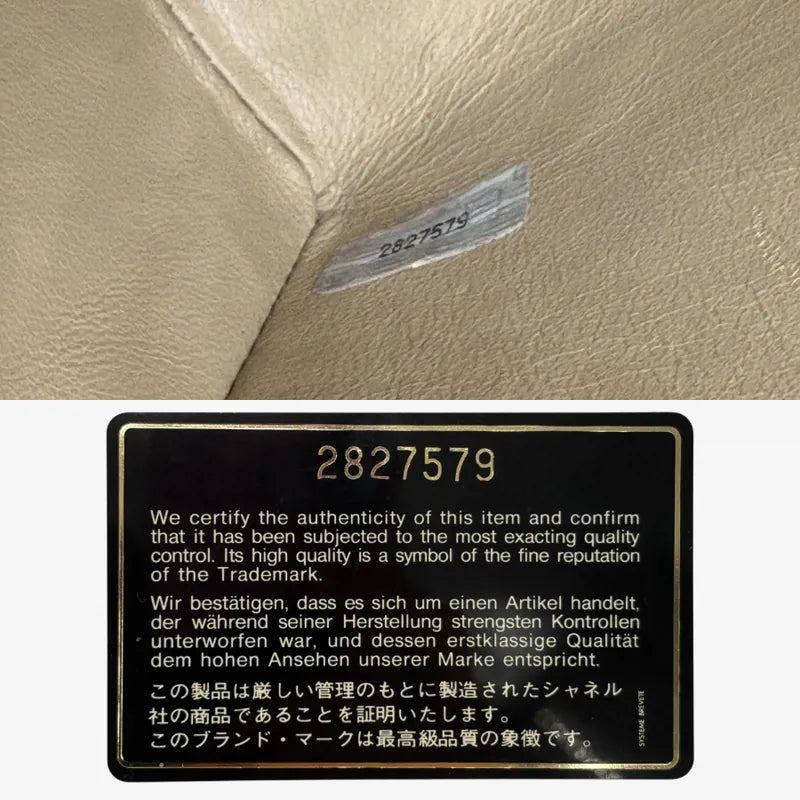 2827579
2827579
We certify the authenticity of this item and confirm
that it has been subjected to the most exacting quality
control. Its high quality is a symbol of the fine reputation
of the Trademark.
Wir bestätigen, dass es sich um einen Artikel handelt,
der während seiner Herstellung strengsten Kontrollen
unterworfen war, und dessen erstklassige Qualität
dem hohen Ansehen unserer Marke entspricht.
この製品は厳しい管理のもとに製造されたシャネル
社の商品であることを証明いたします。
このブランド・マークは最高級品質の象徴です。
SYSTEME BREVETE